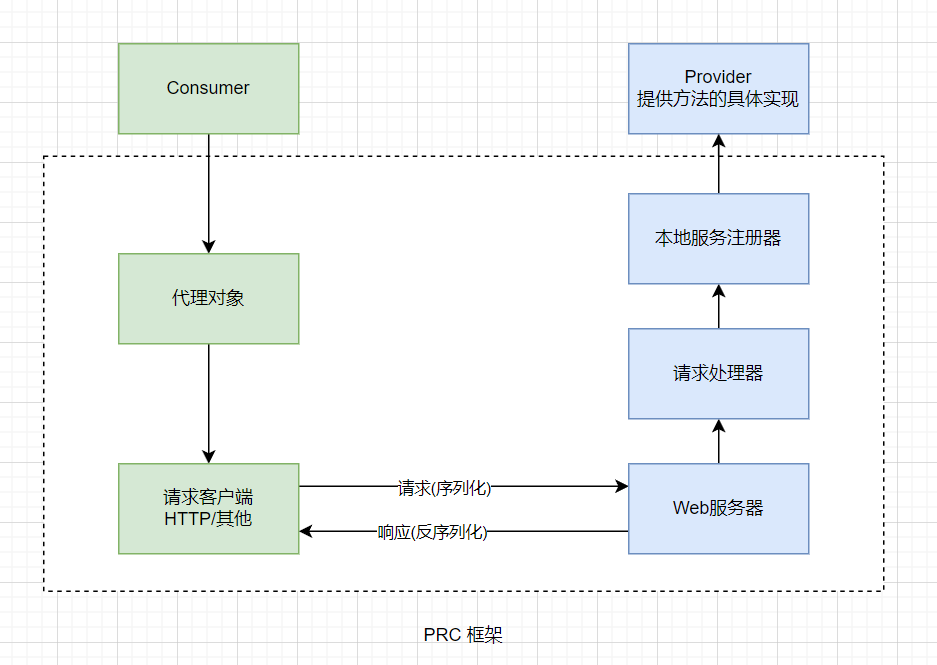 Consumer
Provider
提供方法的具体实现
本地服务注册器
代理对象
请求处理器
请求客户端
HTTP/其他
请求(序列化)
响应(反序列化)
Web服务器
PRC 框架